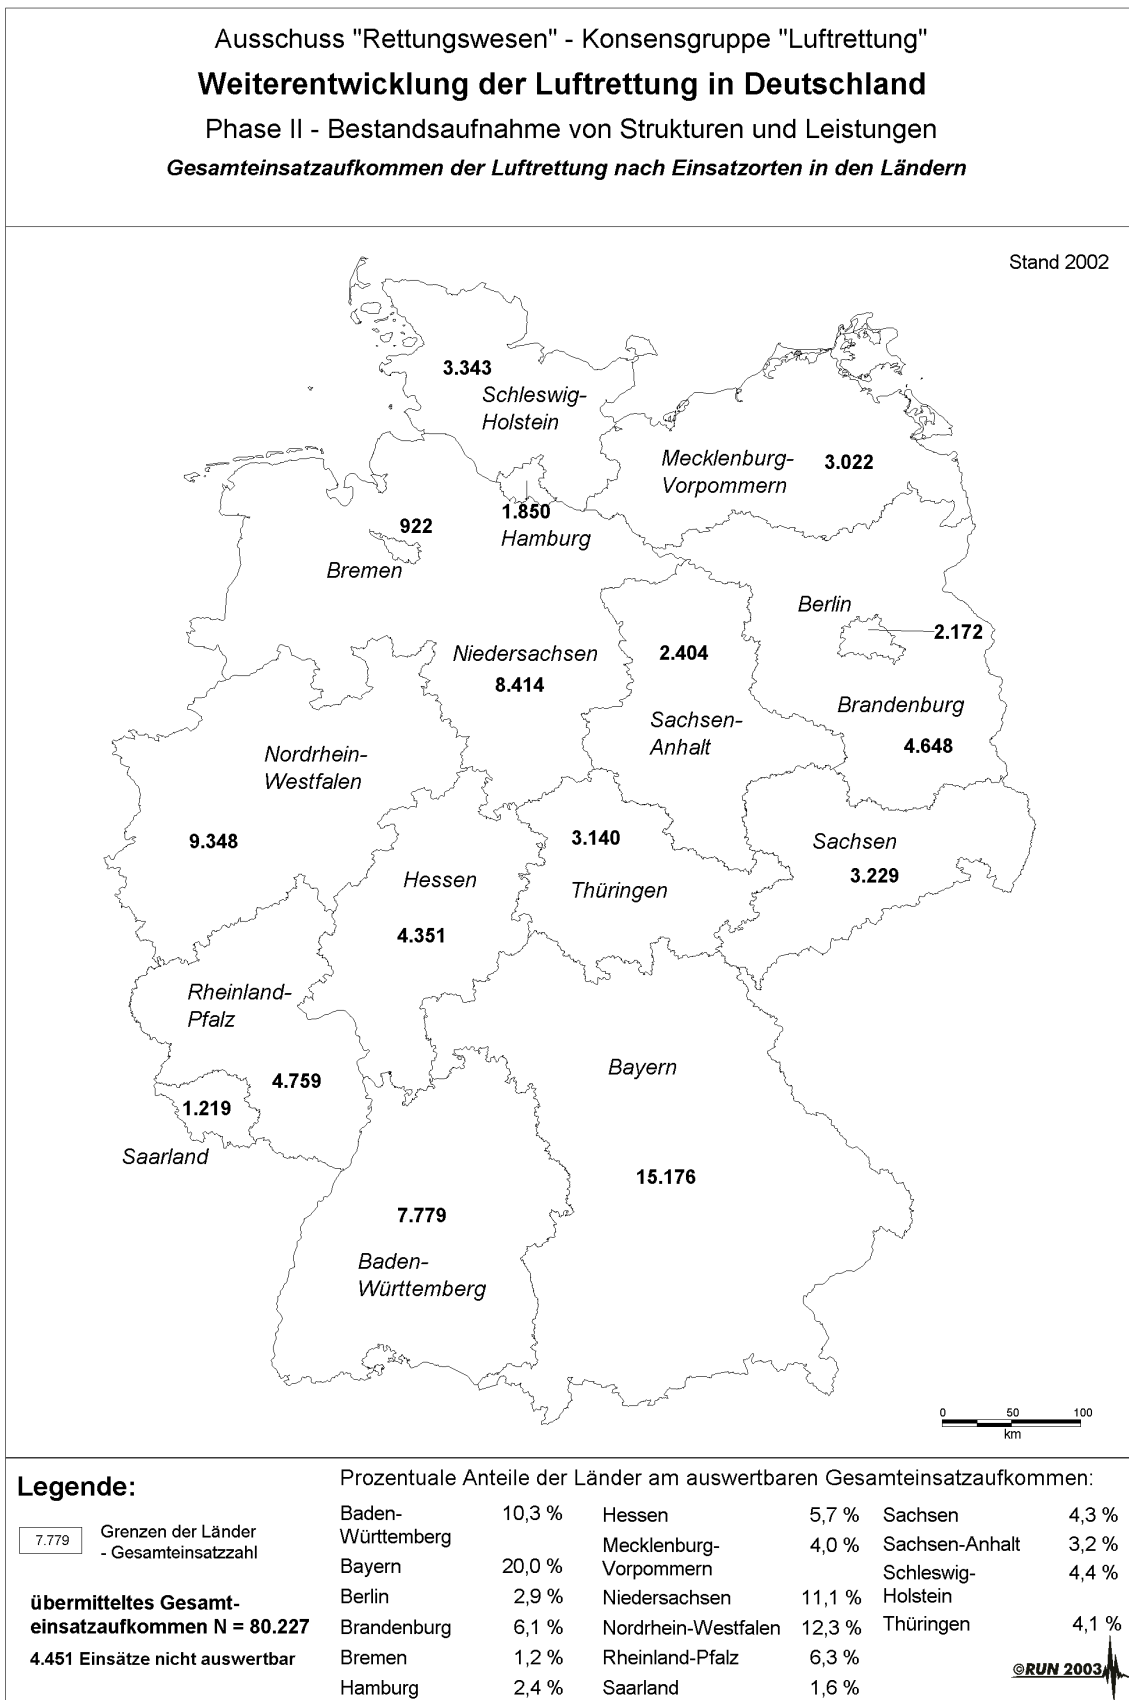 Ausschuss "Rettungswesen" - Konsensgruppe "Luftrettung"
Weiterentwicklung der Luftrettung in Deutschland
Phase II - Bestandsaufnahme von Strukturen und Leistungen
Gesamteinsatzaufkommen der Luftrettung nach Einsatzorten in den Ländern
Stand 2002
3.343
Schleswig-
Holstein
Mecklenburg-
Vorpommern
3.022
1.850
Hamburg
922
Bremen
Berlin
2.172
Niedersachsen
8.414
2.404
Sachsen-
Anhalt
Brandenburg
4.648
Nordrhein-
Westfalen
9.348
3.140
Thüringen
Sachsen
3.229
Hessen
4.351
Rheinland-
Pfalz
4.759
1.219
Saarland
Bayern
15.176
7.779
Baden-
Württemberg
0 50 100
km
Legende:
7.779
Grenzen der Länder
- Gesamteinsatzzahl
übermitteltes Gesamt-
einsatzaufkommen N = 80.227
4.451 Einsätze nicht auswertbar
Prozentuale Anteile der Länder am auswertbaren Gesamteinsatzaufkommen:
Baden-
Württemberg 10,3 %
Bayern 20,0 %
Berlin 2,9 %
Brandenburg 6,1 %
Bremen 1,2 %
Hamburg 2,4 %
Hessen 5,7 %
Mecklenburg- 4,0 %
Vorpommern
Niedersachsen 11,1 %
Nordrhein-Westfalen 12,3 %
Rheinland-Pfalz 6,3 %
Saarland 1,6 %
Sachsen 4,3 %
Sachsen-Anhalt 3,2 %
Schleswig- 4,4 %
Holstein
Thüringen 4,1 %
©RUN 2003